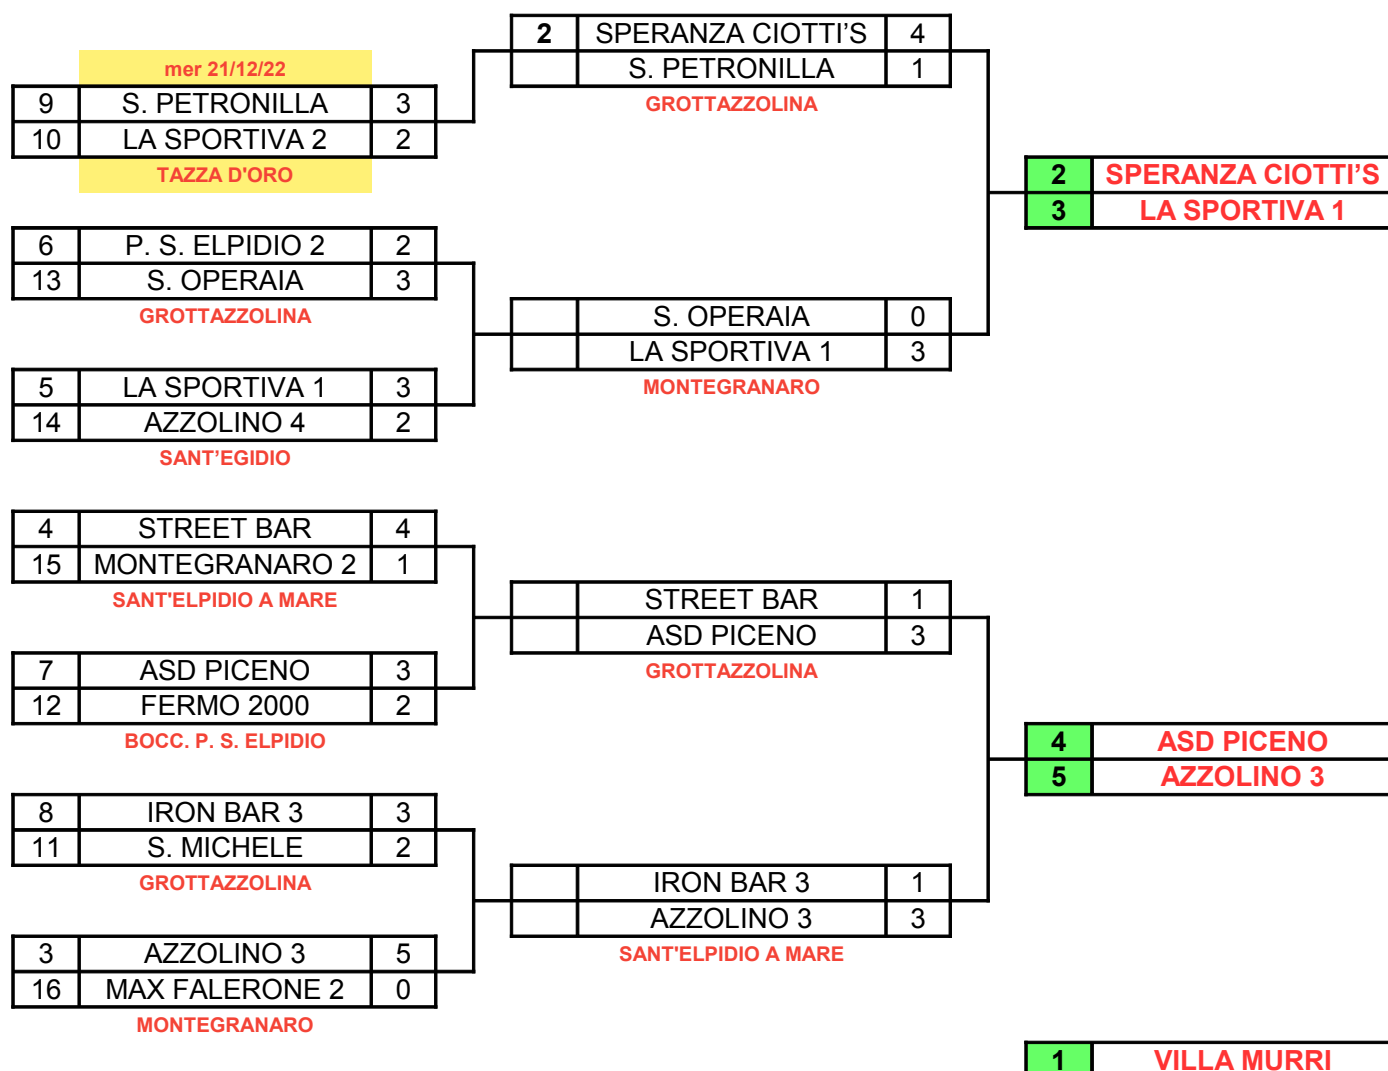 mer 21/12/22
9 S. PETRONILLA 3
10 LA SPORTIVA 2 2
TAZZA D'ORO
6 P. S. ELPIDIO 2 2
13 S. OPERAIA 3
GROTTAZZOLINA
5 LA SPORTIVA 1 3
14 AZZOLINO 4 2
SANT’EGIDIO
4 STREET BAR 4
15 MONTEGRANARO 2 1
SANT'ELPIDIO A MARE
7 ASD PICENO 3
12 FERMO 2000 2
BOCC. P. S. ELPIDIO
8 IRON BAR 3 3
11 S. MICHELE 2
GROTTAZZOLINA
3 AZZOLINO 3 5
16 MAX FALERONE 2 0
MONTEGRANARO
2 SPERANZA CIOTTI’S 4
S. PETRONILLA 1
GROTTAZZOLINA
S. OPERAIA 0
LA SPORTIVA 1 3
MONTEGRANARO
STREET BAR 1
ASD PICENO 3
GROTTAZZOLINA
IRON BAR 3 1
AZZOLINO 3 3
SANT'ELPIDIO A MARE
2 SPERANZA CIOTTI’S
3 LA SPORTIVA 1
4 ASD PICENO
5 AZZOLINO 3
1 VILLA MURRI